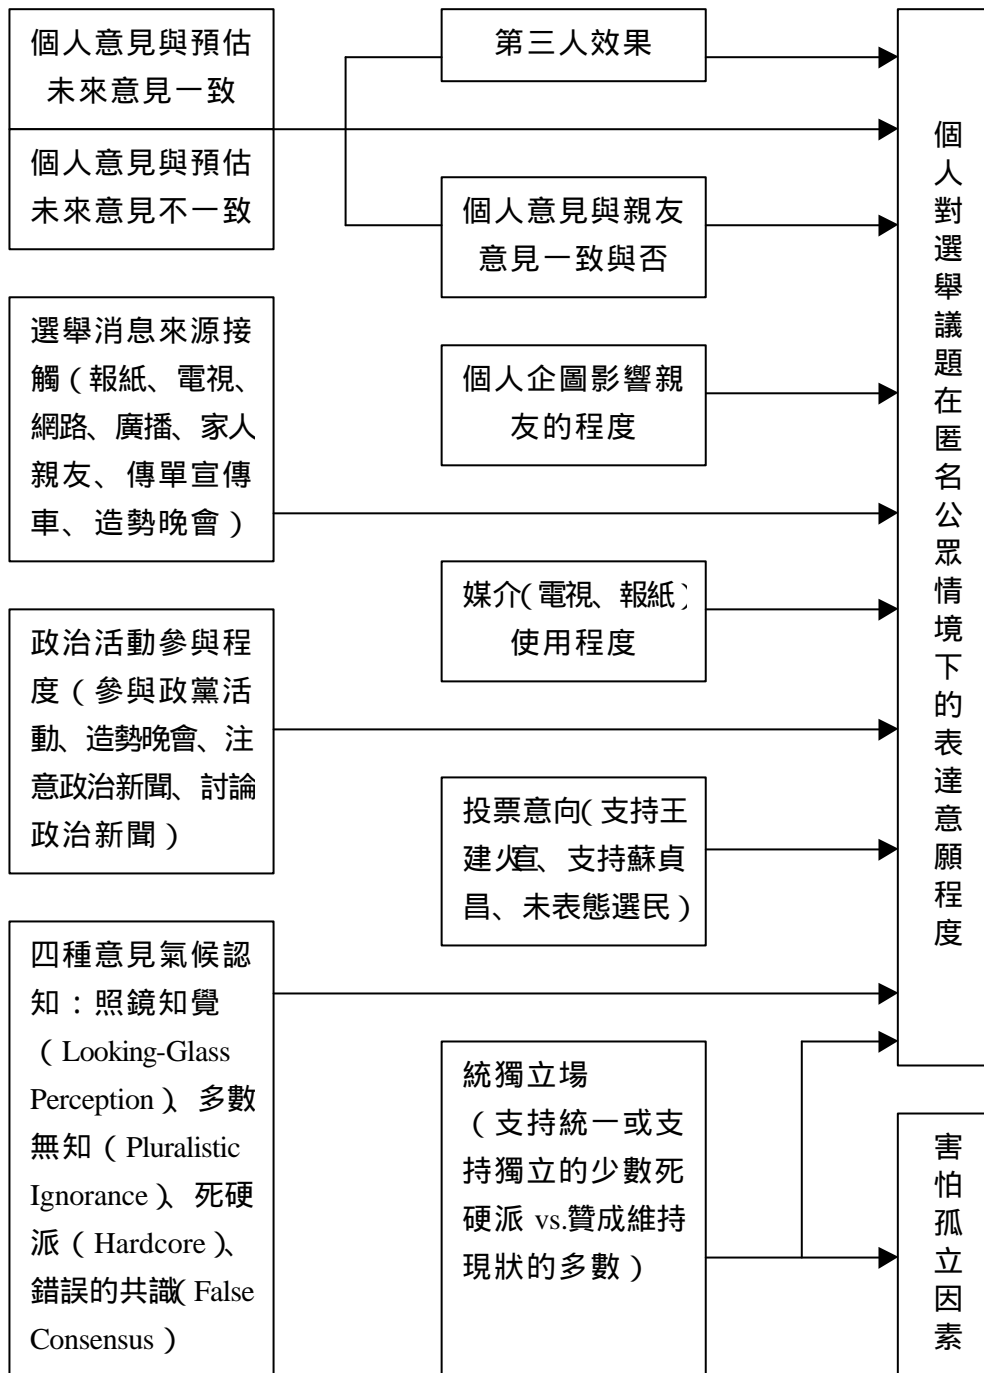 個人意見與預估
未來意見一致
個人意見與預估
未來意見不一致
選舉消息來源接
觸（報紙、電視、
網路、廣播、家人
親友、傳單宣傳
車、造勢晚會）
政治活動參與程
度（參與政黨活
動、造勢晚會、注
意政治新聞、討論
政治新聞）
四種意見氣候認
知：照鏡知覺
（Looking-Glass
Perception）、多數
無知（Pluralistic
Ignorance）、死硬
派（Hardcore）、
錯誤的共識（False
Consensus）
第三人效果
個人意見與親友
意見一致與否
個人企圖影響親
友的程度
媒介（電視、報紙）
使用程度
投票意向（支持王
建火宣、支持蘇貞
昌、未表態選民）
統獨立場
（支持統一或支
持獨立的少數死
硬派 vs.贊成維持
現狀的多數）
個人對選舉議題在匿名公眾情境下的表達意願程度
害怕孤立因素